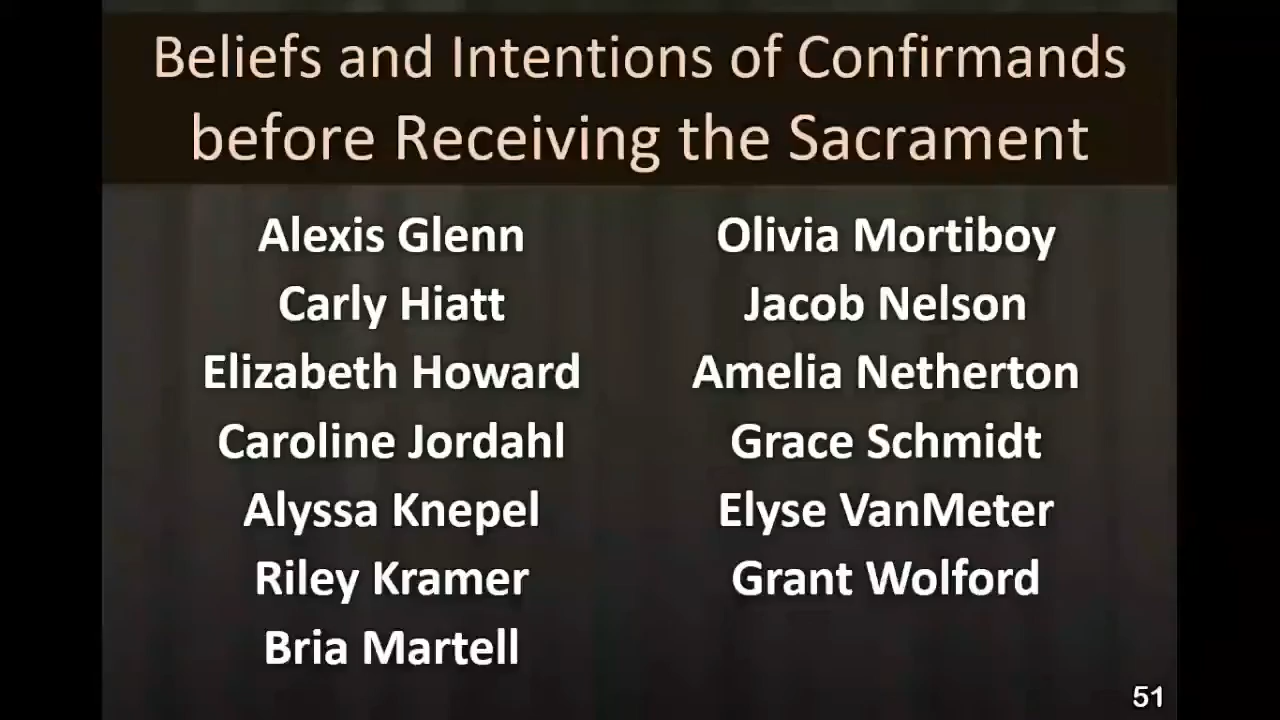 Beliefs and Intentions of Confirmands
before Receiving the Sacrament
Alexis Glenn
Carly Hiatt
Elizabeth Howard
Caroline Jordahl
Alyssa Knepel
Riley Kramer
Bria Martell
Olivia Mortiboy
Jacob Nelson
Amelia Netherton
Grace Schmidt
Elyse VanMeter
Grant Wolford
51